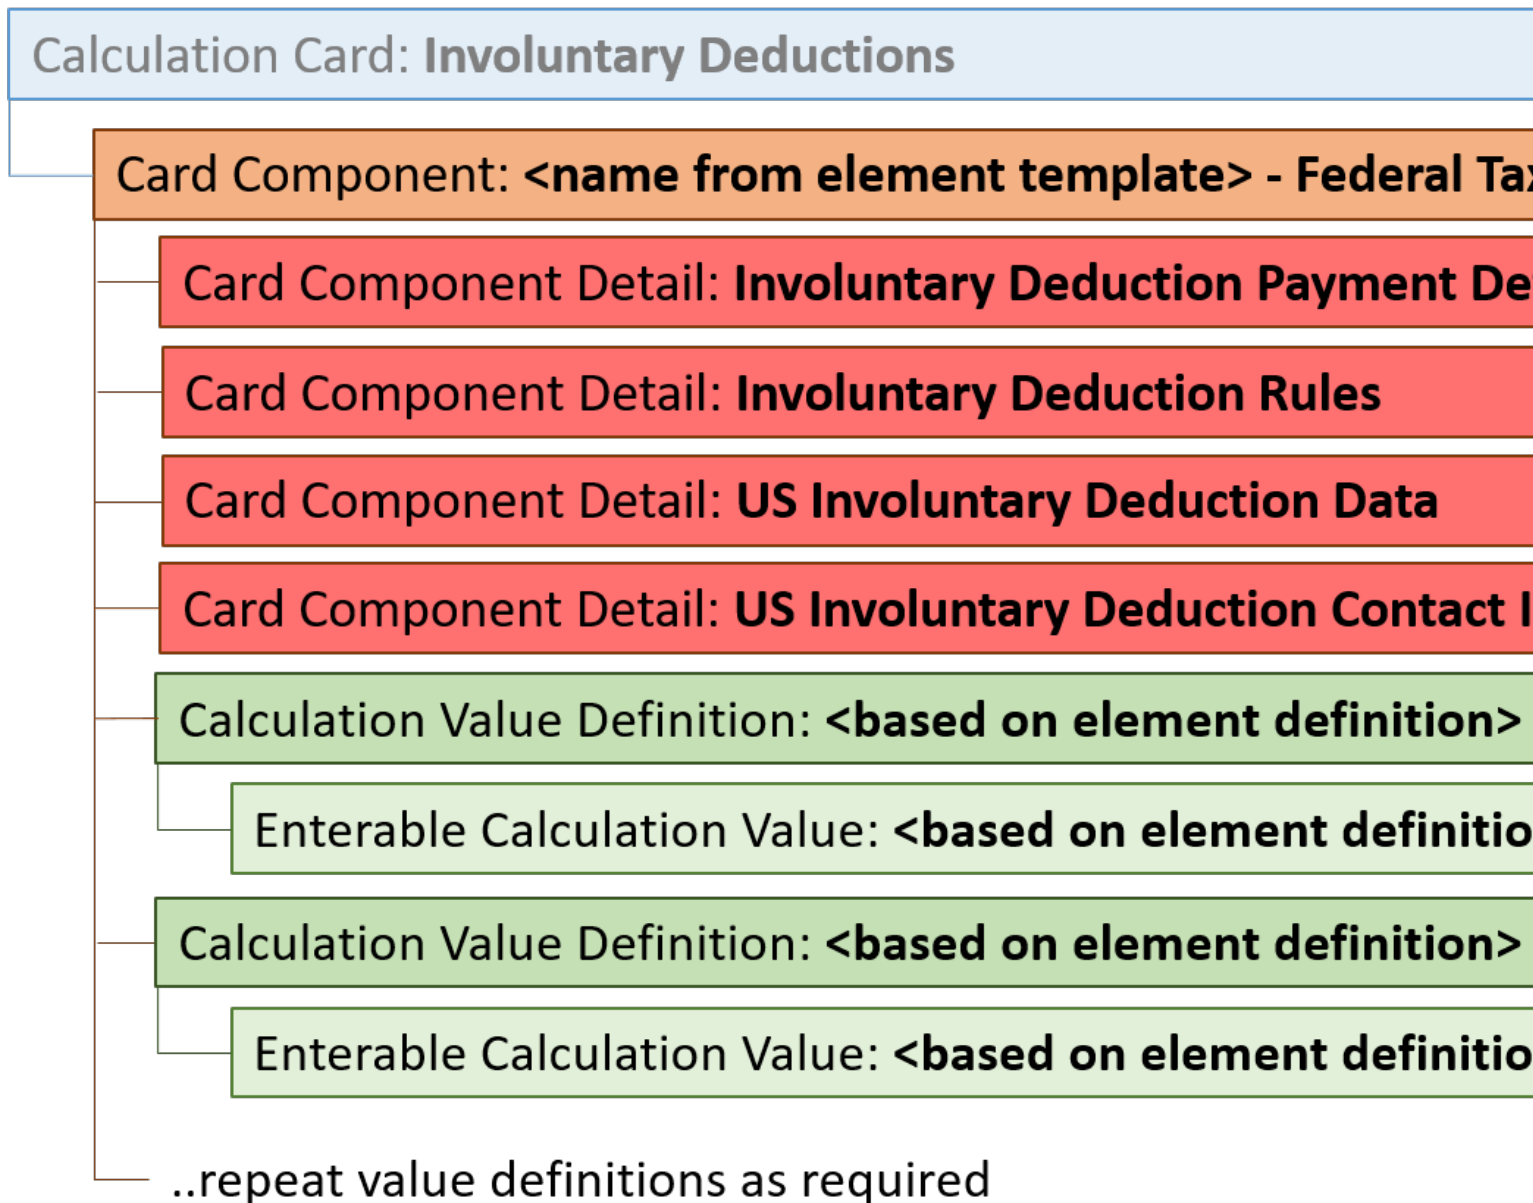 Calculation Card: Involuntary Deductions
Card Component: <name from element template> - Federal Tax
Card Component Detail: Involuntary Deduction Payment De
Card Component Detail: Involuntary Deduction Rules
Card Component Detail: US Involuntary Deduction Data
Card Component Detail: US Involuntary Deduction Contact I
Calculation Value Definition: <based on element definition>
Enterable Calculation Value: <based on element definitio
Calculation Value Definition: <based on element definition>
Enterable Calculation Value: <based on element definitio
..repeat value definitions as required